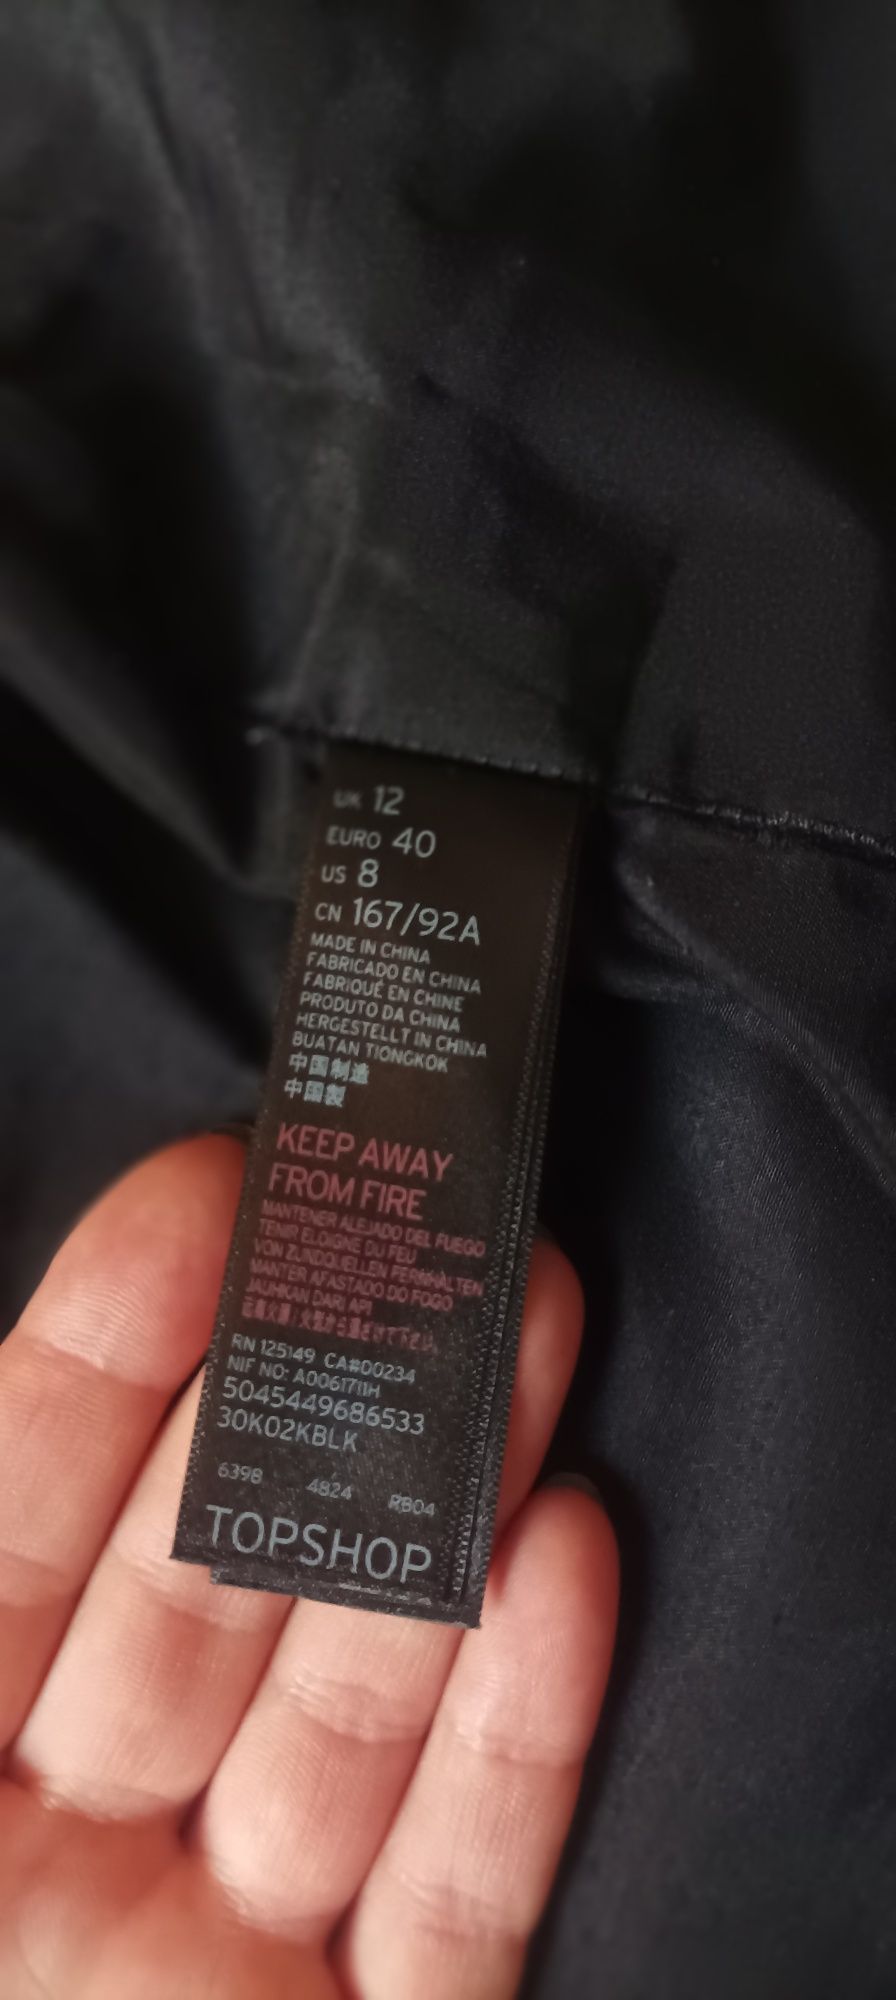 UK 12
EURO 40
US 8
CN 167/92A
MADE IN CHINA
FABRICADO EN CHINA
FABRIQUÉ EN CHINE
PRODUTO DA CHINA
HERGESTELLT IN CHINA
BUATAN TIONGKOK
中国制造
中国製
KEEP AWAY
FROM FIRE
MANTENER ALEJADO DEL FUEGO
TENIR ELOIGNE DU FEU
VON ZUNDQUELLEN FERNHALTEN
MANTER AFASTADO DO FOGO
JAUHKAN DARI API
RN 125149 CA#00234
NIF NO: A0061711H
5045449686533
30K02KBLK
6398 4824 RB04
TOPSHOP